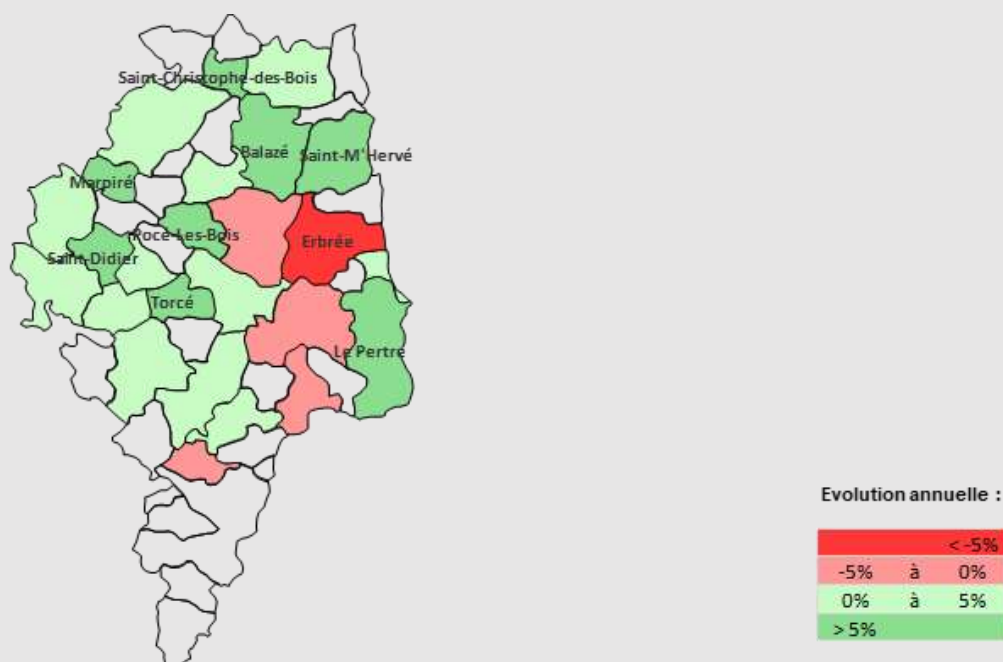 Saint-Christophe-des-Bois
Balazé
Saint-M'Hervé
Marpiré
Poce-Les-Bois
Erbrée
Saint-Didier
Torcé
Le Pertre
Evolution annuelle :
< -5%
-5% à 0%
0% à 5%
> 5%